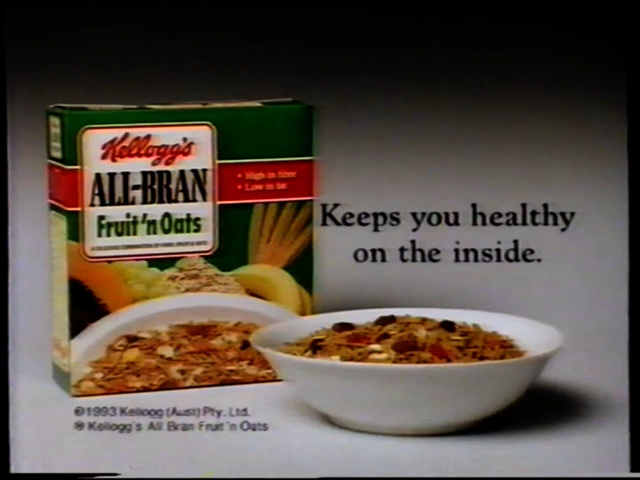 Kellogg's
ALL-BRAN
Fruit 'n Oats
• High in fibre
• Low in fat
Keeps you healthy
on the inside.
©1993 Kellogg (Aust) Pty. Ltd.
® Kellogg's All Bran Fruit 'n Oats